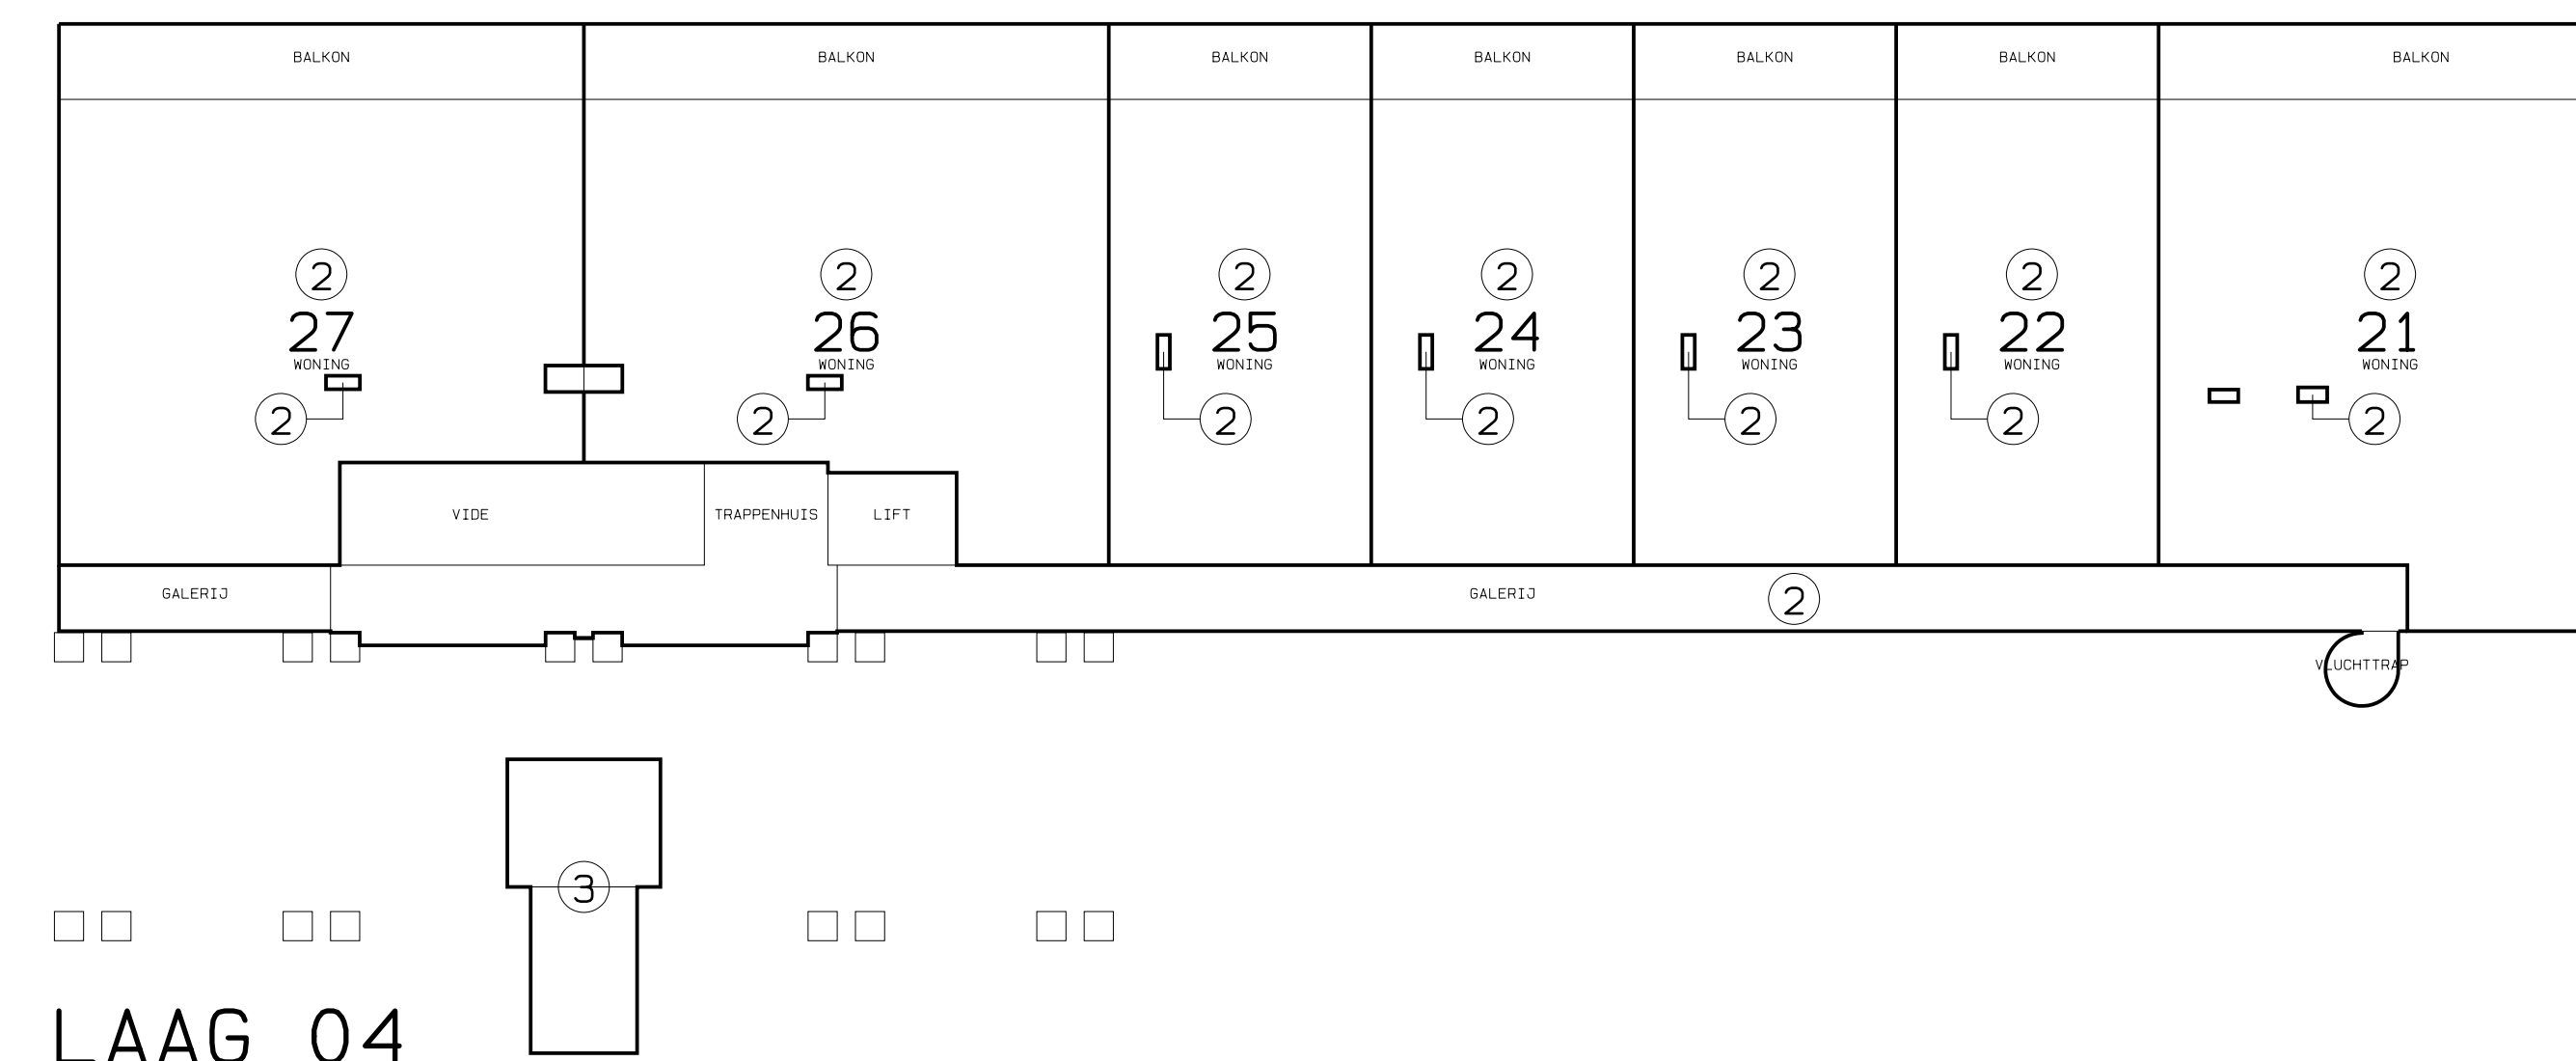 BALKON BALKON BALKON BALKON BALKON BALKON BALKON
2 2 2 2 2 2 2
27 26 25 24 23 22 21
WONING WONING WONING WONING WONING WONING WONING
2 2 2 2 2 2 2
VIDE TRAPPENHUIS LIFT
GALERIJ GALERIJ 2
VLUCHTTRAP
3
LAAG 04